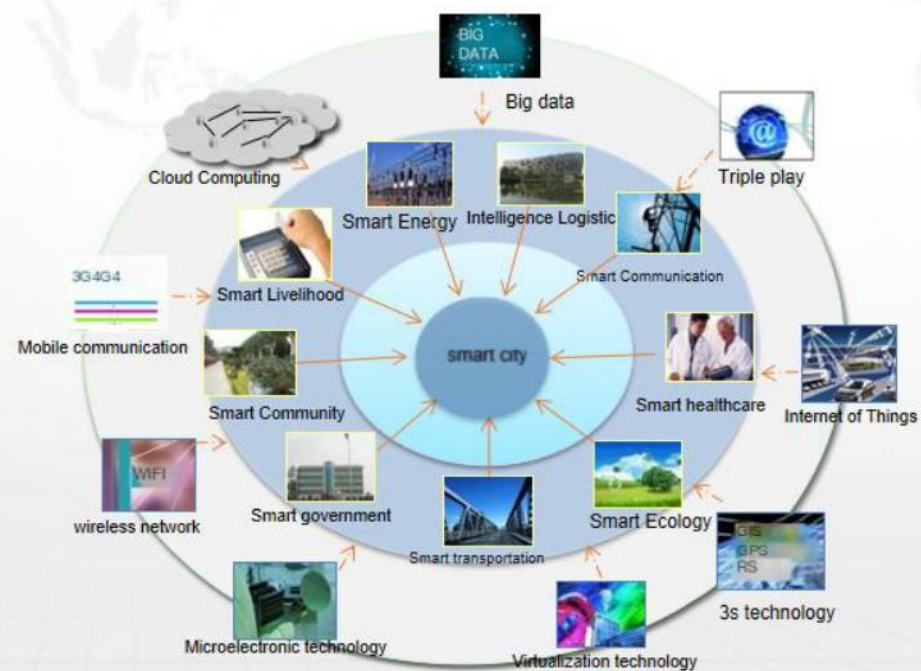 BIG
DATA
Big data
Cloud Computing
@
Triple play
Smart Energy
Intelligence Logistic
Smart Communication
3G4G4
Smart Livelihood
Mobile communication
smart city
Smart Community
Smart healthcare
Internet of Things
WIFI
wireless network
Smart government
Smart transportation
Smart Ecology
GIS
GPS
RS
3s technology
Microelectronic technology
Virtualization technology